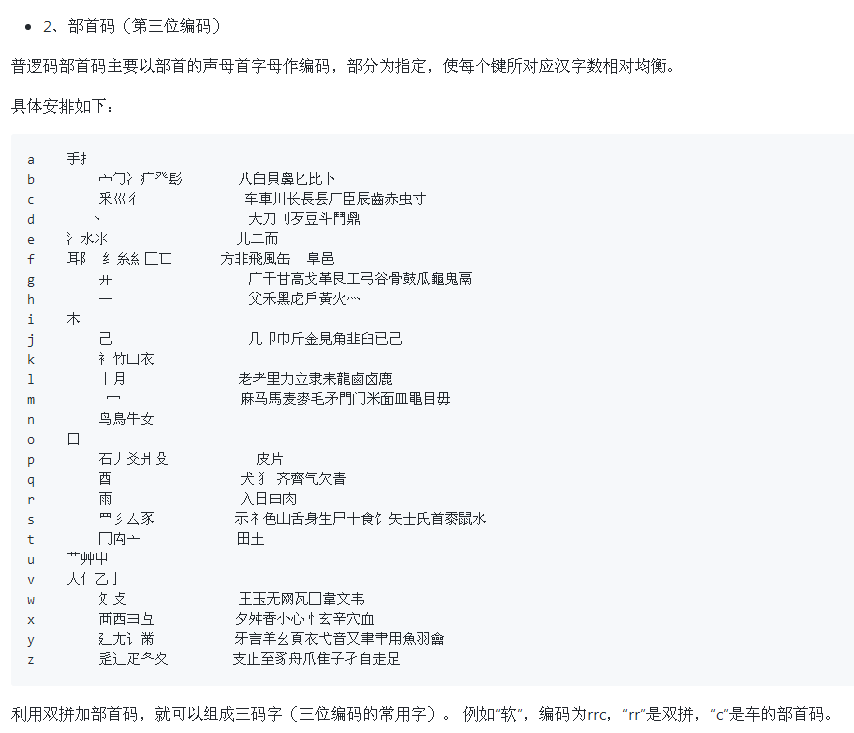 2、部首码（第三位编码）
普逻码部首码主要以部首的声母首字母作编码，部分为指定，使每个键所对应汉字数相对均衡。
具体安排如下：
a 手扌
b 宀勹冫疒癶髟 八白貝鼻匕比卜
c 釆巛彳 车車川长長镸厂臣辰齒赤虫寸
d 丶 大刀刂歹豆斗鬥鼎
e 氵水氺 儿二而
f 耶阝 纟糸糹匚匸 方非飛風缶 阜邑
g 廾 广干甘高戈革艮工弓谷骨鼓瓜龜鬼鬲
h 一 父禾黑虍戶黃火灬
i 木
j 己 几卩巾斤金見角韭臼已己
k 衤竹凵衣
l 丨月 老耂里力立隶耒龍鹵卤鹿
m 冖 麻马馬麦麥毛矛門门米面皿黽目毋
n 鸟鳥牛女
o 口
p 石丿爻爿殳 皮片
q 酉 犬犭齐齊气欠青
r 雨 入日曰肉
s 罒彡厶豕 示礻色山舌身生尸十食饣矢士氏首黍鼠水
t 冂禸亠 田土
u 艹艸屮
v 人亻乙亅
w 攵攴 王玉无网瓦囗韋文韦
x 覀西彐彑 夕舛香小心忄玄辛穴血
y 廴尢讠黹 牙言羊幺頁衣弋音又聿肀用魚羽龠
z 辵辶疋龵夊 支止至豸舟爪隹子孑自走足
利用双拼加部首码，就可以组成三码字（三位编码的常用字）。 例如“软”，编码为rrc，“rr”是双拼，“c”是车的部首码。